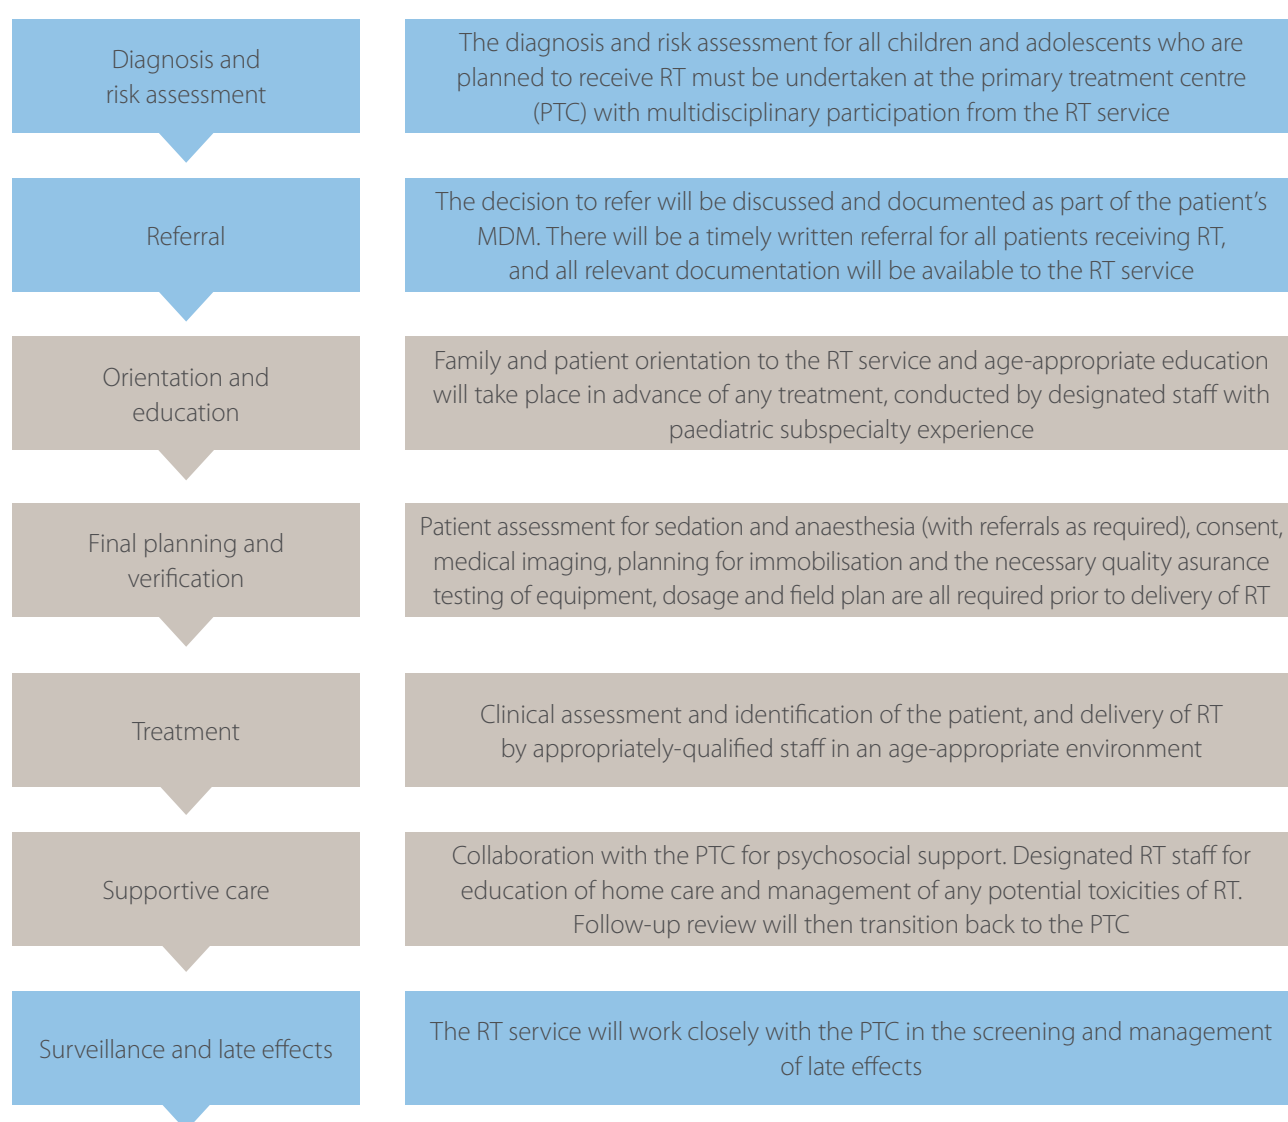 Diagnosis and
risk assessment
The diagnosis and risk assessment for all children and adolescents who are
planned to receive RT must be undertaken at the primary treatment centre
(PTC) with multidisciplinary participation from the RT service
Referral
The decision to refer will be discussed and documented as part of the patient’s
MDM. There will be a timely written referral for all patients receiving RT,
and all relevant documentation will be available to the RT service
Orientation and
education
Family and patient orientation to the RT service and age-appropriate education
will take place in advance of any treatment, conducted by designated staff with
paediatric subspecialty experience
Final planning and
verification
Patient assessment for sedation and anaesthesia (with referrals as required), consent,
medical imaging, planning for immobilisation and the necessary quality asurance
testing of equipment, dosage and field plan are all required prior to delivery of RT
Treatment
Clinical assessment and identification of the patient, and delivery of RT
by appropriately-qualified staff in an age-appropriate environment
Supportive care
Collaboration with the PTC for psychosocial support. Designated RT staff for
education of home care and management of any potential toxicities of RT.
Follow-up review will then transition back to the PTC
Surveillance and late effects
The RT service will work closely with the PTC in the screening and management
of late effects